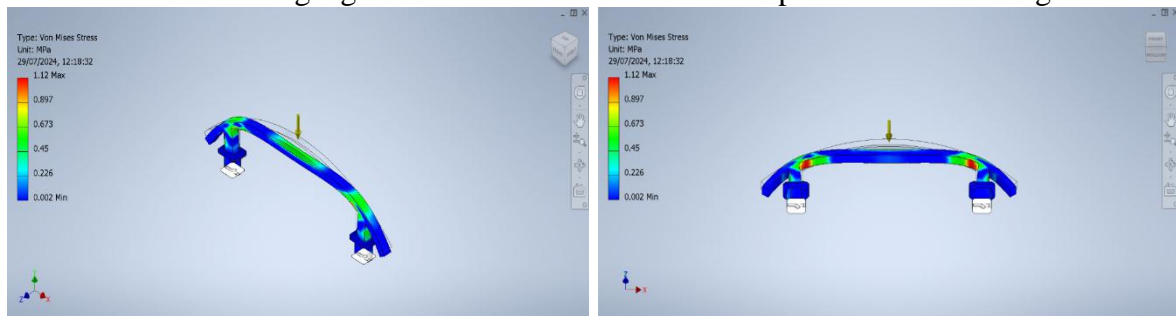 Type: Von Mises Stress
Unit: MPa
29/07/2024, 12:18:32
1.12 Max
0.897
0.673
0.45
0.226
0.002 Min
Type: Von Mises Stress
Unit: MPa
29/07/2024, 12:18:32
1.12 Max
0.897
0.673
0.45
0.226
0.002 Min
FRONT
Z
X